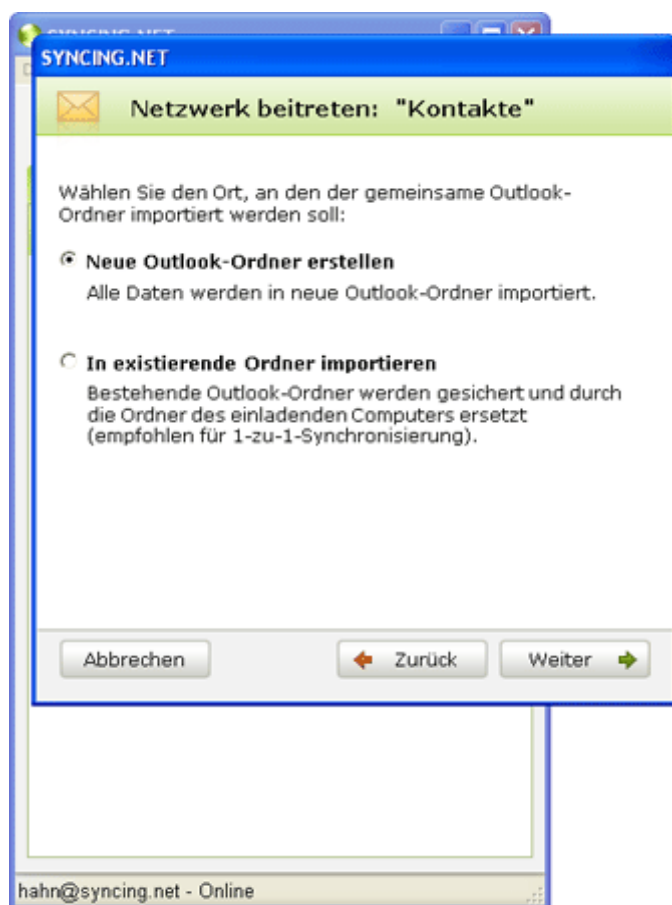 SYNCING.NET
Netzwerk beitreten: "Kontakte"
Wählen Sie den Ort, an den der gemeinsame Outlook-
Ordner importiert werden soll:
Neue Outlook-Ordner erstellen
Alle Daten werden in neue Outlook-Ordner importiert.
In existierende Ordner importieren
Bestehende Outlook-Ordner werden gesichert und durch
die Ordner des einladenden Computers ersetzt
(empfohlen für 1-zu-1-Synchronisierung).
Abbrechen
Zurück
Weiter
hahn@syncing.net - Online